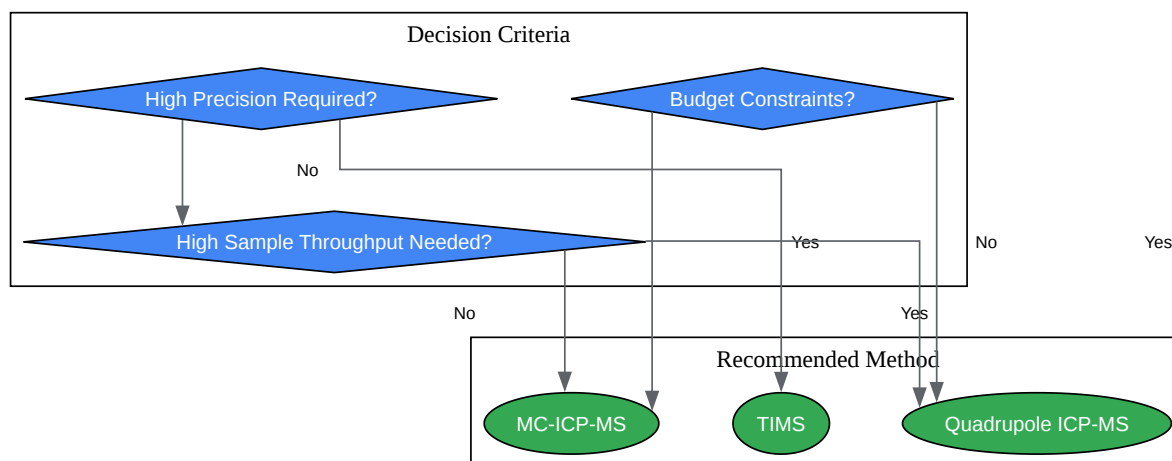 Decision Criteria
High Precision Required?
Budget Constraints?
No
High Sample Throughput Needed?
Yes
No
Yes
No
Yes
Recommended Method
MC-ICP-MS
TIMS
Quadrupole ICP-MS